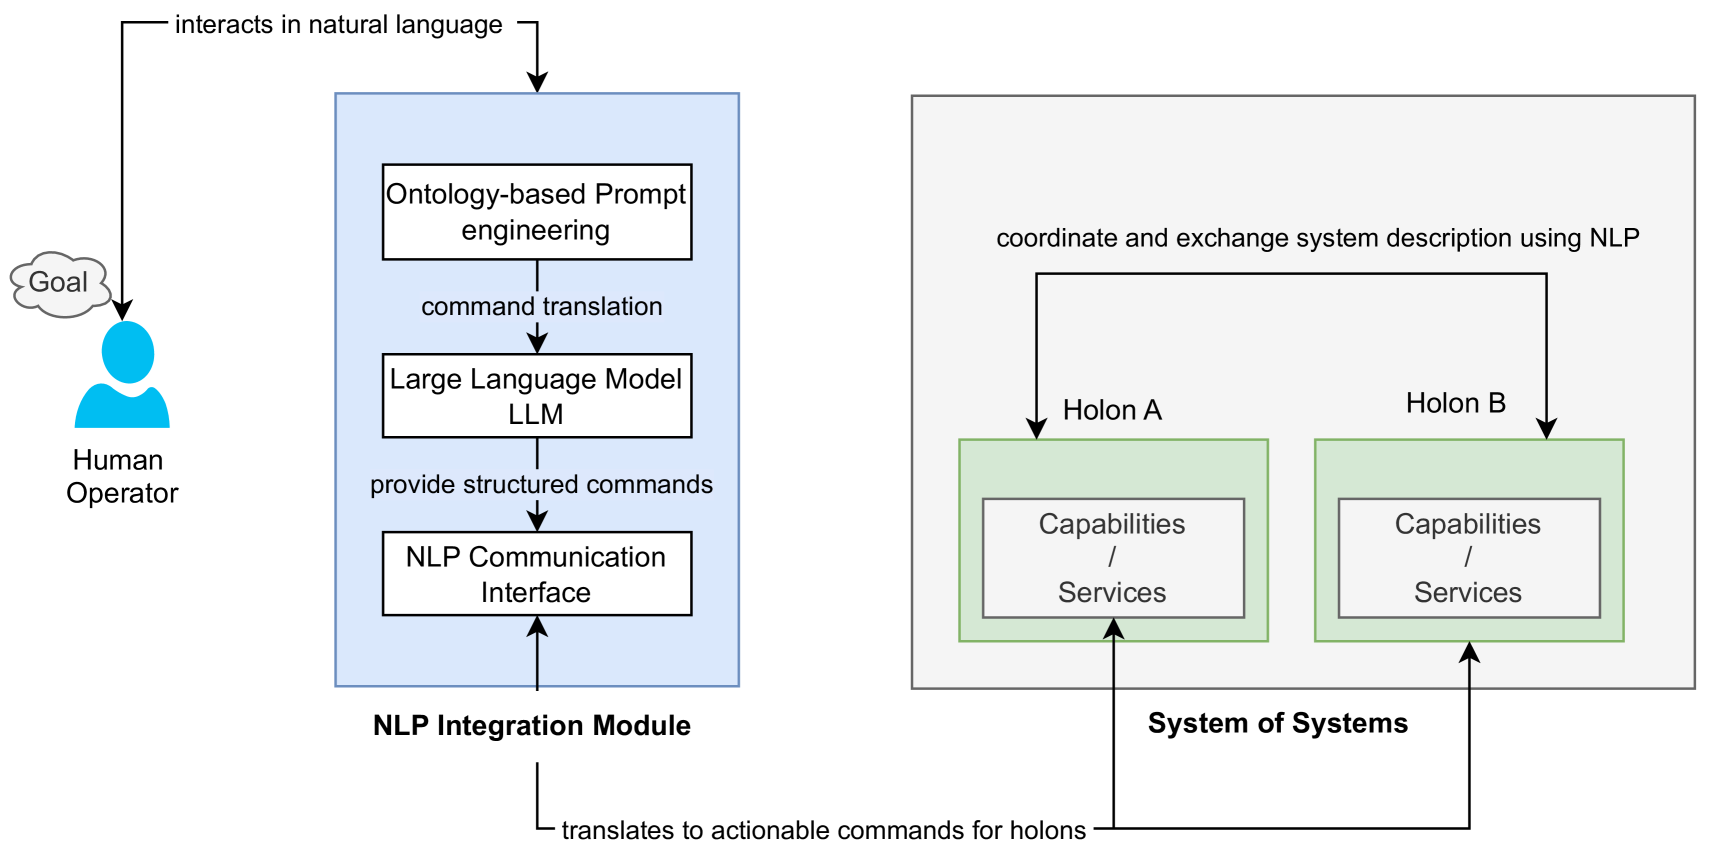 interacts in natural language
Goal
Human
Operator
Ontology-based Prompt
engineering
command translation
Large Language Model
LLM
provide structured commands
NLP Communication
Interface
NLP Integration Module
coordinate and exchange system description using NLP
Holon A
Holon B
Capabilities
/
Services
Capabilities
/
Services
System of Systems
translates to actionable commands for holons